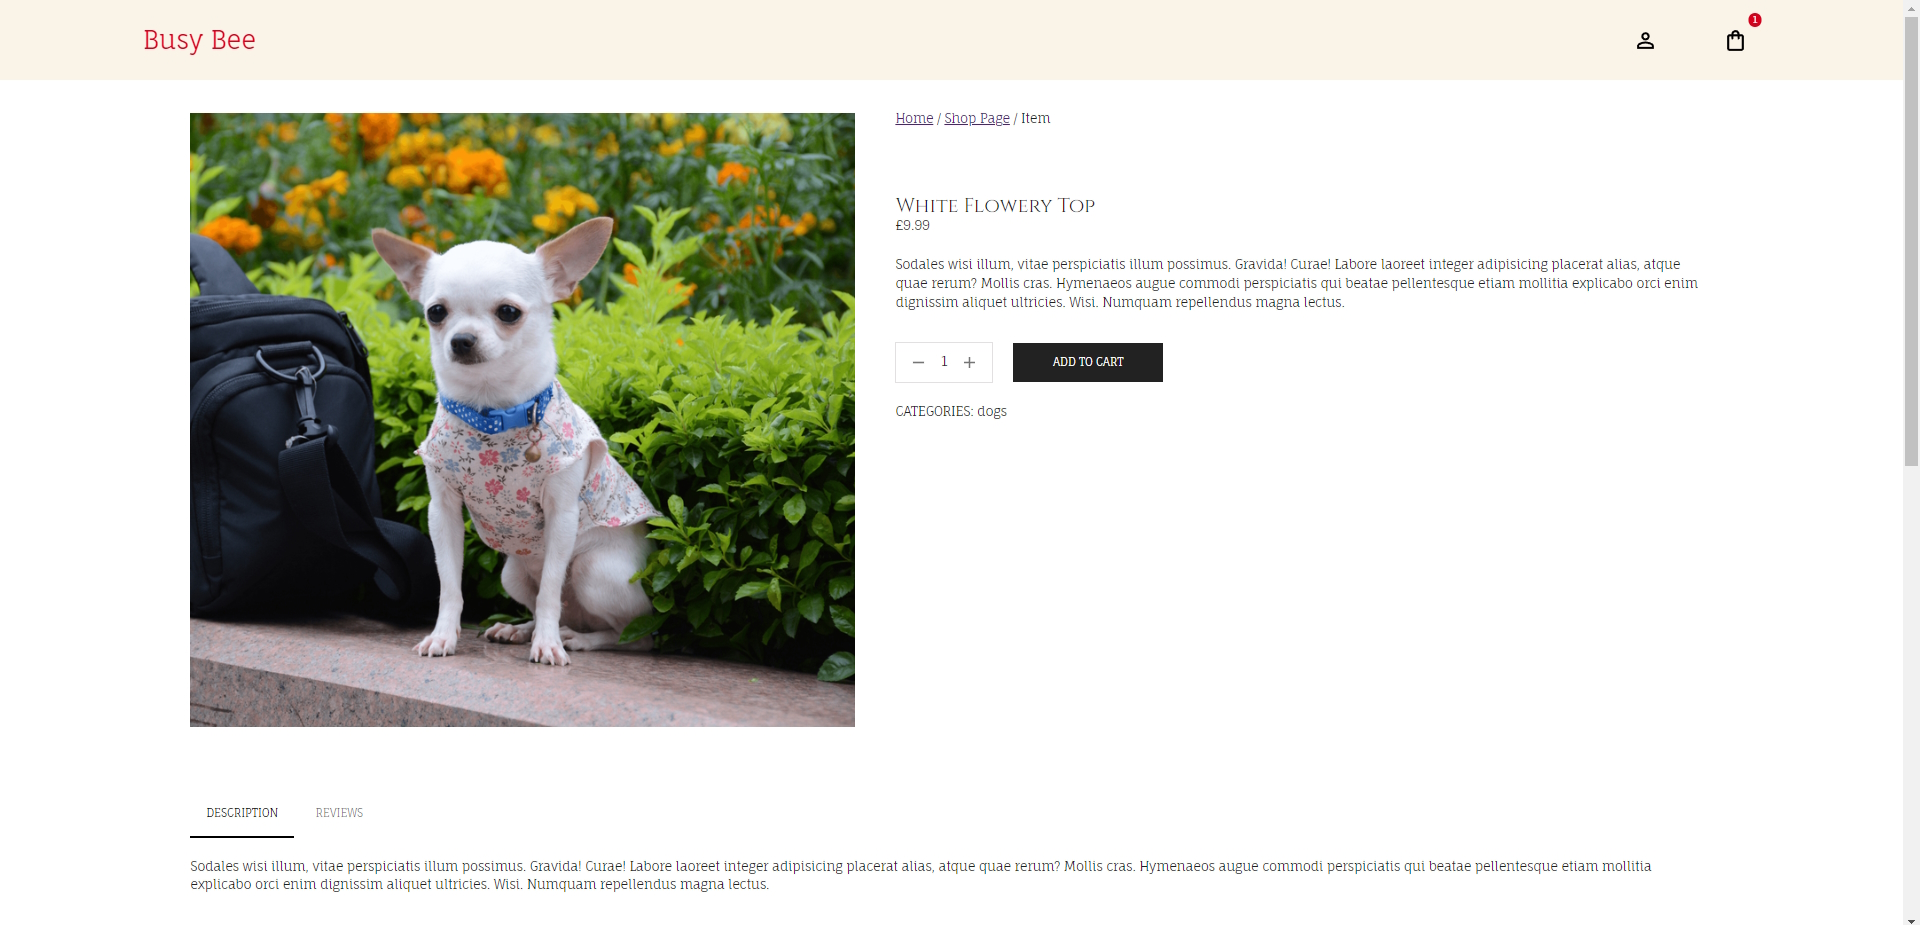 Busy Bee
1
Home / Shop Page / Item
White Flowery Top
£9.99
Sodales wisi illum, vitae perspiciatis illum possimus. Gravida! Curae! Labore laoreet integer adipisicing placerat alias, atque
quae rerum? Mollis cras. Hymenaeos augue commodi perspiciatis qui beatae pellentesque etiam mollitia explicabo orci enim
dignissim aliquet ultricies. Wisi. Numquam repellendus magna lectus.
1
ADD TO CART
CATEGORIES: dogs
DESCRIPTION
REVIEWS
Sodales wisi illum, vitae perspiciatis illum possimus. Gravida! Curae! Labore laoreet integer adipisicing placerat alias, atque quae rerum? Mollis cras. Hymenaeos augue commodi perspiciatis qui beatae pellentesque etiam mollitia
explicabo orci enim dignissim aliquet ultricies. Wisi. Numquam repellendus magna lectus.